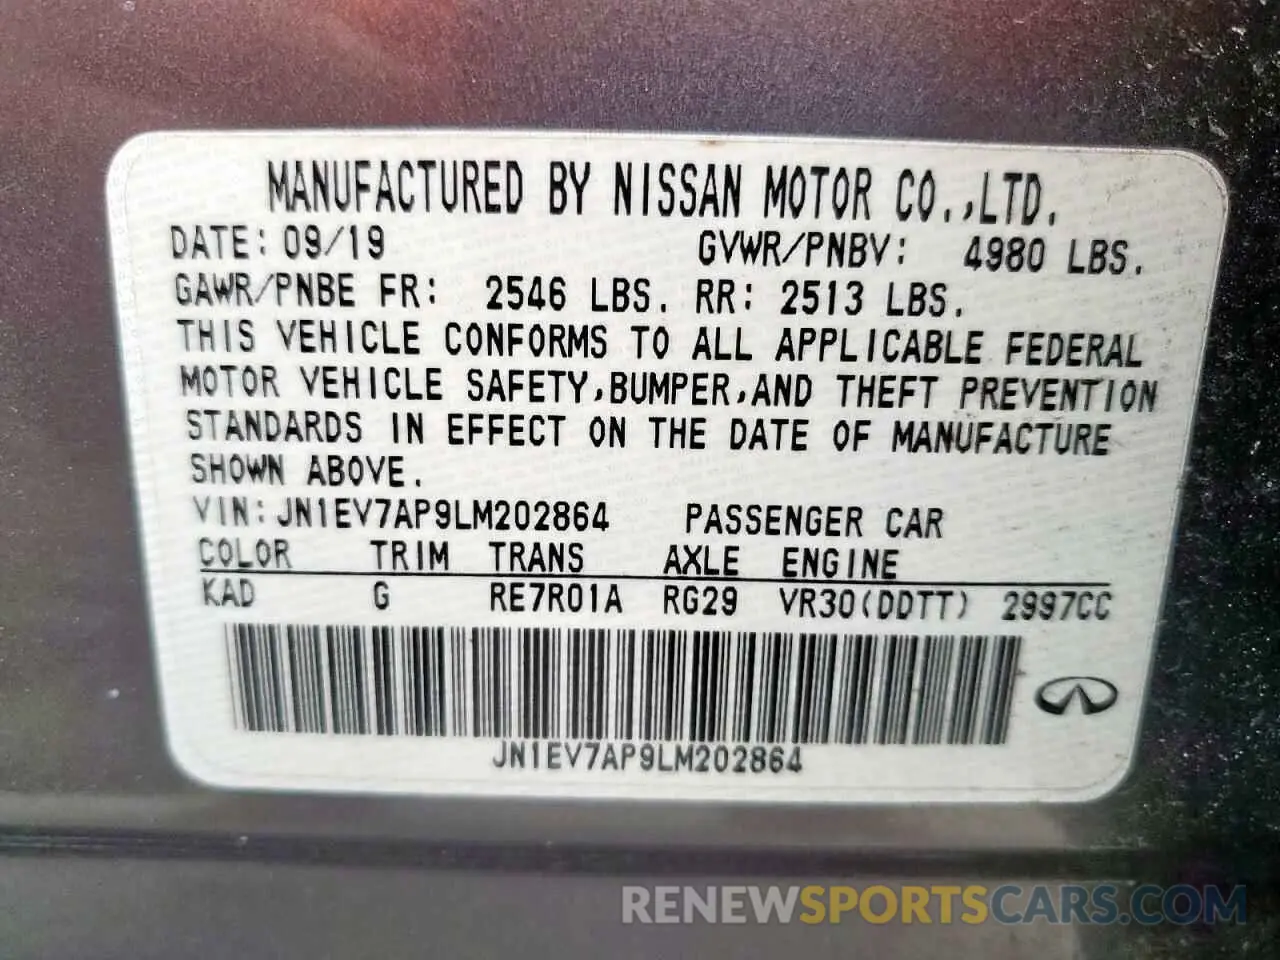 MANUFACTURED BY NISSAN MOTOR CO.,LTD.
DATE: 09/19 GVWR/PNBV: 4980 LBS.
GAWR/PNBE FR: 2546 LBS. RR: 2513 LBS.
THIS VEHICLE CONFORMS TO ALL APPLICABLE FEDERAL
MOTOR VEHICLE SAFETY,BUMPER,AND THEFT PREVENTION
STANDARDS IN EFFECT ON THE DATE OF MANUFACTURE
SHOWN ABOVE.
VIN: JN1EV7AP9LM202864 PASSENGER CAR
COLOR TRIM TRANS AXLE ENGINE
KAD G RE7R01A RG29 VR30(DDTT) 2997CC
JN1EV7AP9LM202864
RENEWSPORTSCARS.COM